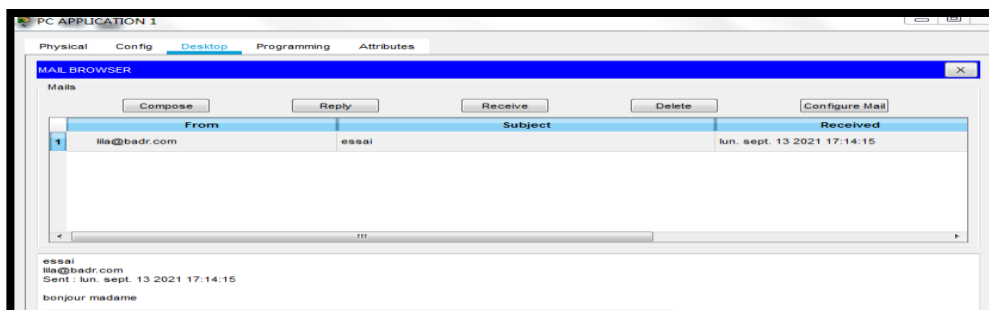 PC APPLICATION 1
Physical Config Desktop Programming Attributes
MAIL BROWSER X
Mails
Compose Reply Receive Delete Configure Mail
From Subject Received
1 lila@badr.com essai lun. sept. 13 2021 17:14:15
essai
lila@badr.com
Sent : lun. sept. 13 2021 17:14:15
bonjour madame